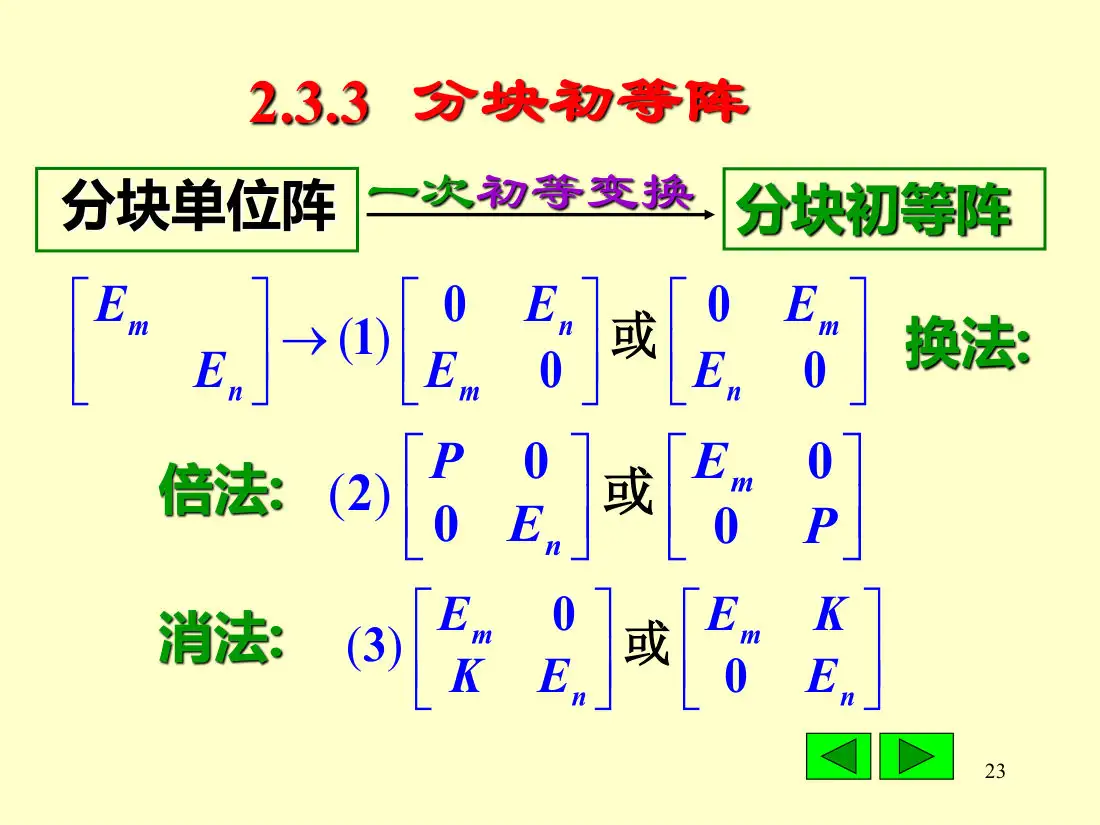 2.3.3 分块初等阵
分块单位阵 一次初等变换 分块初等阵
[E_m ; E_n] → (1) [0 E_n ; E_m 0] 或 [0 E_m ; E_n 0] 换法:
倍法: (2) [P 0 ; 0 E_n] 或 [E_m 0 ; 0 P]
消法: (3) [E_m 0 ; K E_n] 或 [E_m K ; 0 E_n]
23